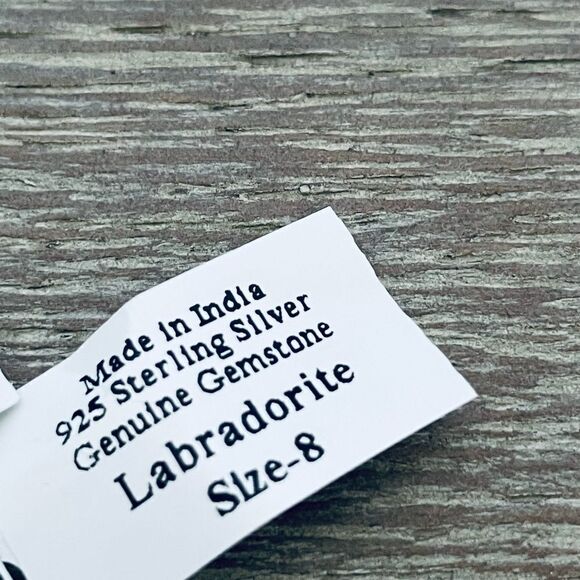 Made in India
925 Sterling Silver
Genuine Gemstone
Labradorite
Size-8